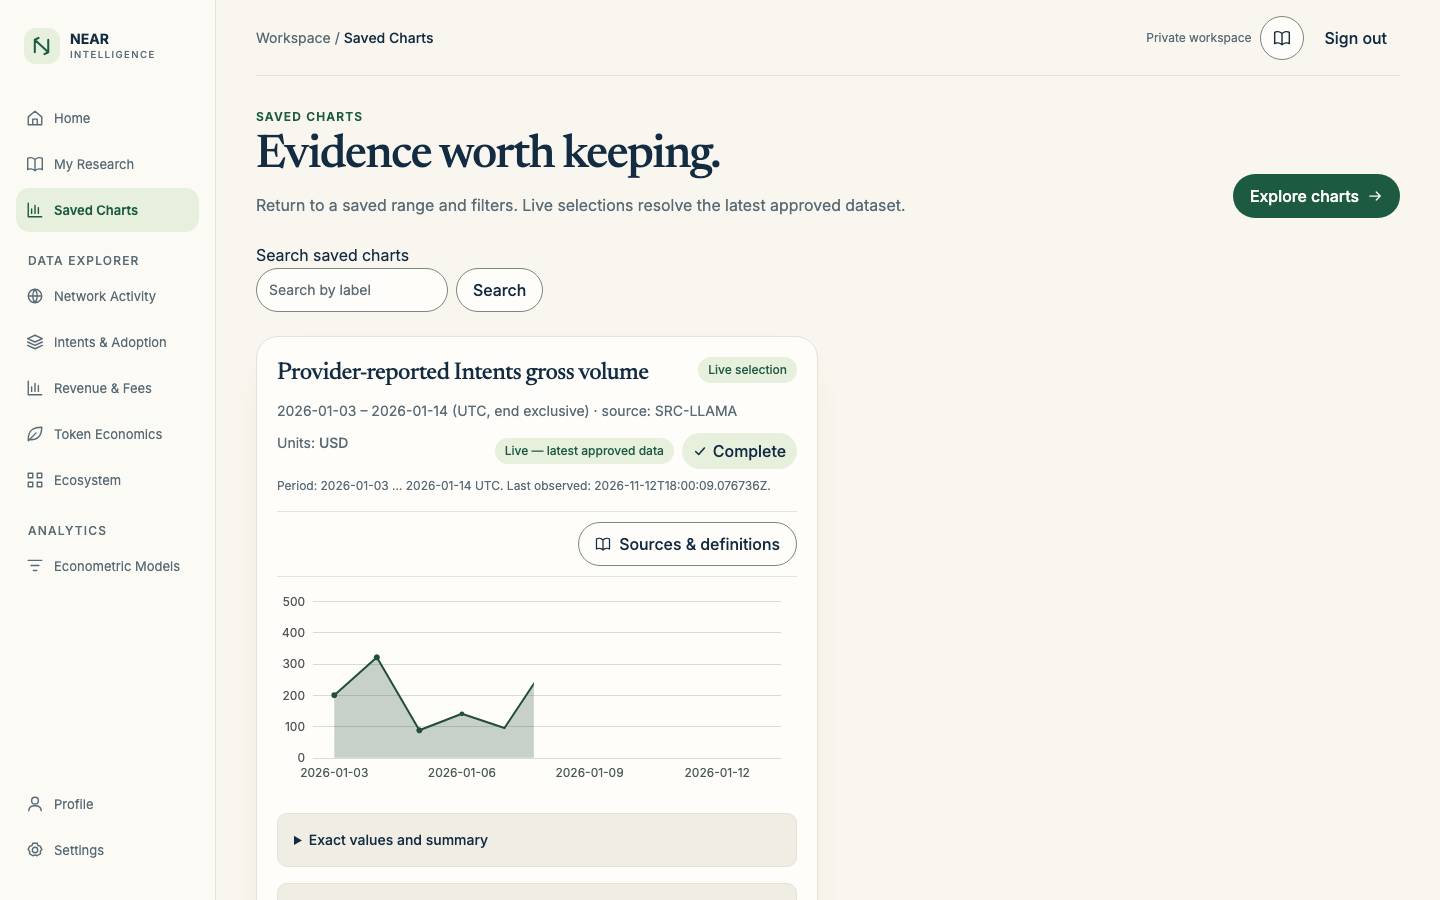 NEAR
INTELLIGENCE
Home
My Research
Saved Charts
DATA EXPLORER
Network Activity
Intents & Adoption
Revenue & Fees
Token Economics
Ecosystem
ANALYTICS
Econometric Models
Profile
Settings
Workspace / Saved Charts
Private workspace
Sign out
SAVED CHARTS
Evidence worth keeping.
Return to a saved range and filters. Live selections resolve the latest approved dataset.
Explore charts →
Search saved charts
Search by label
Search
Provider-reported Intents gross volume
Live selection
2026-01-03 – 2026-01-14 (UTC, end exclusive) · source: SRC-LLAMA
Units: USD
Live — latest approved data
Complete
Period: 2026-01-03 … 2026-01-14 UTC. Last observed: 2026-11-12T18:00:09.076736Z.
Sources & definitions
500
400
300
200
100
0
2026-01-03 2026-01-06 2026-01-09 2026-01-12
Exact values and summary